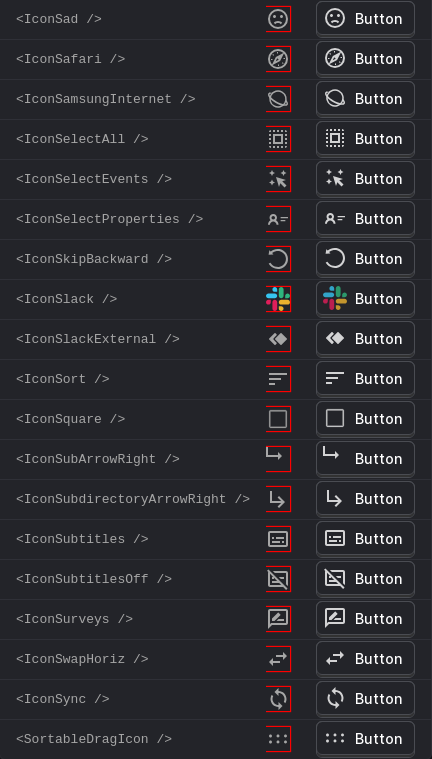 <IconSad /> Button
<IconSafari /> Button
<IconSamsungInternet /> Button
<IconSelectAll /> Button
<IconSelectEvents /> Button
<IconSelectProperties /> Button
<IconSkipBackward /> Button
<IconSlack /> Button
<IconSlackExternal /> Button
<IconSort /> Button
<IconSquare /> Button
<IconSubArrowRight /> Button
<IconSubdirectoryArrowRight /> Button
<IconSubtitles /> Button
<IconSubtitlesOff /> Button
<IconSurveys /> Button
<IconSwapHoriz /> Button
<IconSync /> Button
<SortableDragIcon /> Button